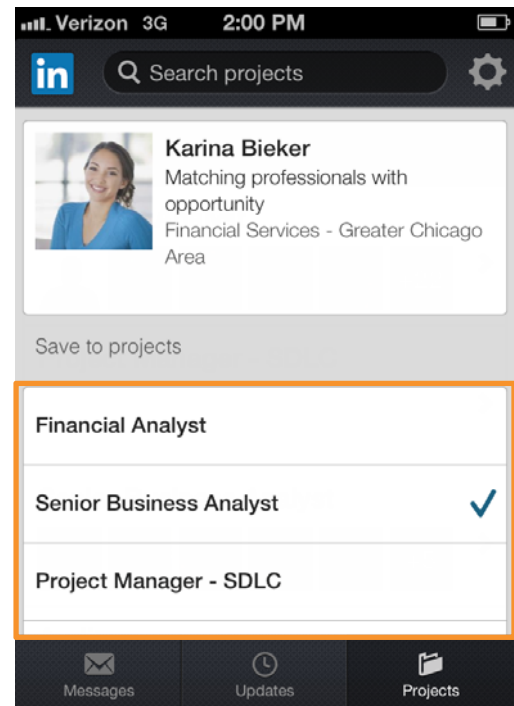 Verizon 3G 2:00 PM
in Search projects
Karina Bieker
Matching professionals with
opportunity
Financial Services - Greater Chicago
Area
Save to projects
Financial Analyst
Senior Business Analyst
Project Manager - SDLC
Messages Updates Projects